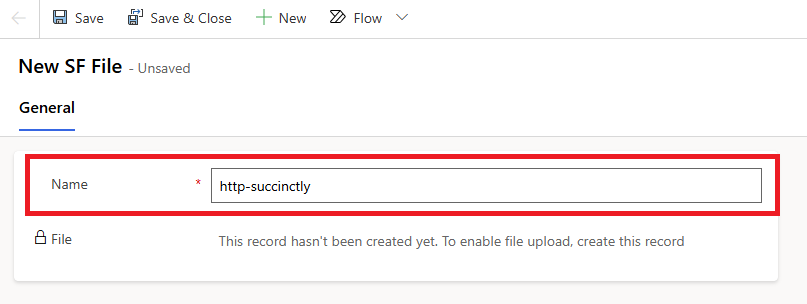 Save Save & Close New Flow
New SF File - Unsaved
General
Name * http-succinctly
File This record hasn't been created yet. To enable file upload, create this record